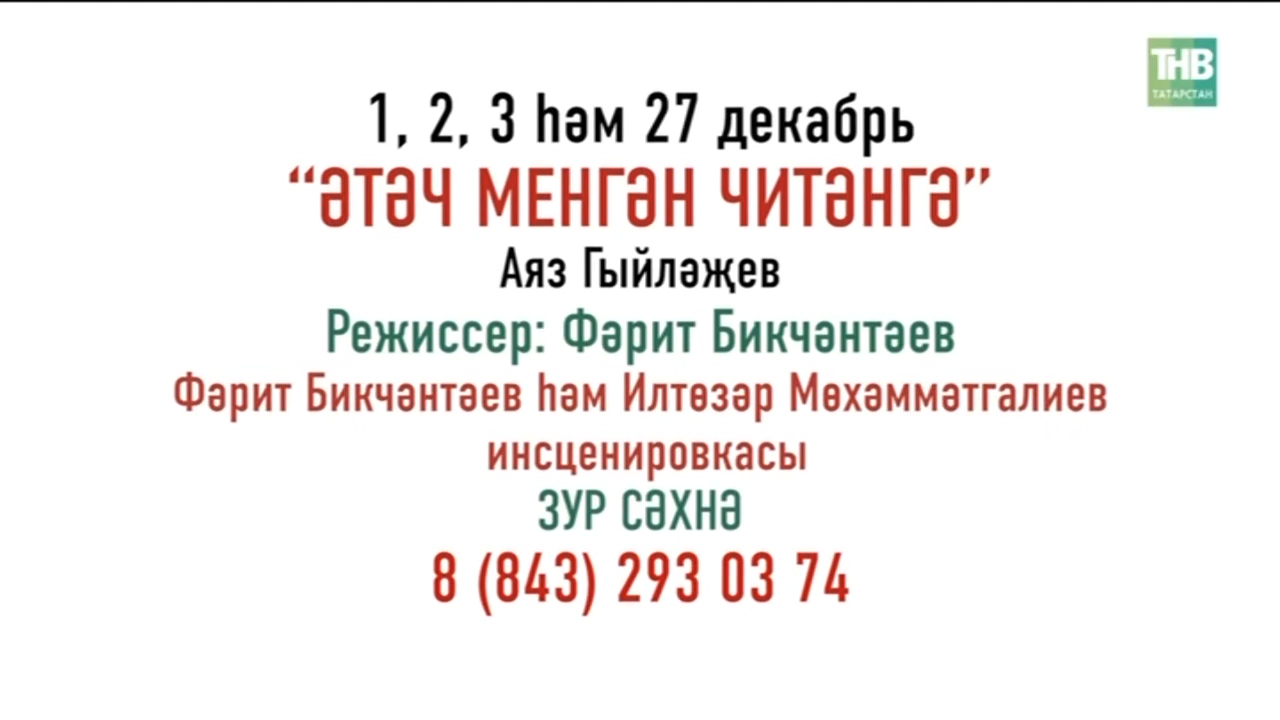 ТНВ
ТАТАРСТАН
1, 2, 3 һәм 27 декабрь
“ӘТӘЧ МЕНГӘН ЧИТӘНГӘ”
Аяз Гыйләҗев
Режиссер: Фәрит Бикчәнтәев
Фәрит Бикчәнтәев һәм Илтөзәр Мөхәммәтгалиев
инсценировкасы
ЗУР СӘХНӘ
8 (843) 293 03 74